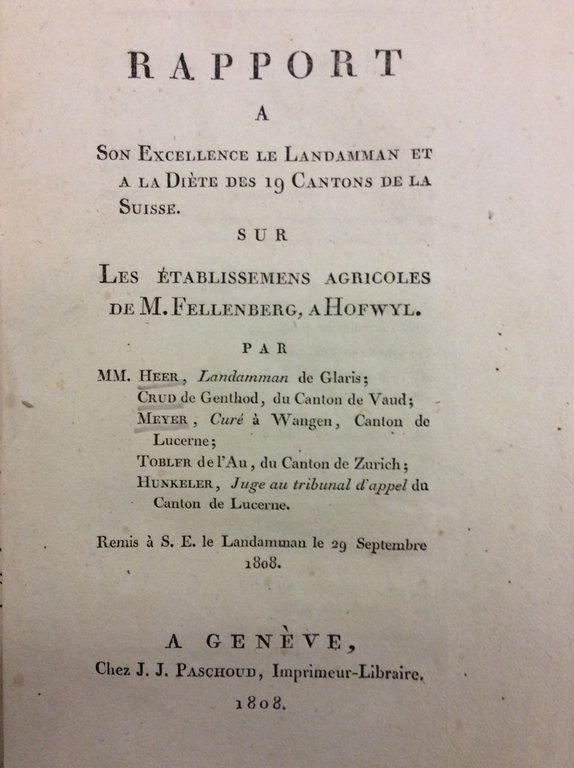 RAPPORT
A
SON EXCELLENCE LE LANDAMMAN ET
A LA DIÈTE DES 19 CANTONS DE LA
SUISSE.
SUR
LES ÉTABLISSEMENS AGRICOLES
DE M. FELLENBERG, A HOFWYL.
PAR
MM. HEER, Landamman de Glaris;
CRUD de Genthod, du Canton de Vaud;
MEYER, Curé à Wangen, Canton de
Lucerne;
TOBLER de l'Au, du Canton de Zurich;
HUNKELER, Juge au tribunal d'appel du
Canton de Lucerne.
Remis à S. E. le Landamman le 29 Septembre
1808.
A GENÈVE,
Chez J. J. PASCHOUD, Imprimeur-Libraire.
1808.